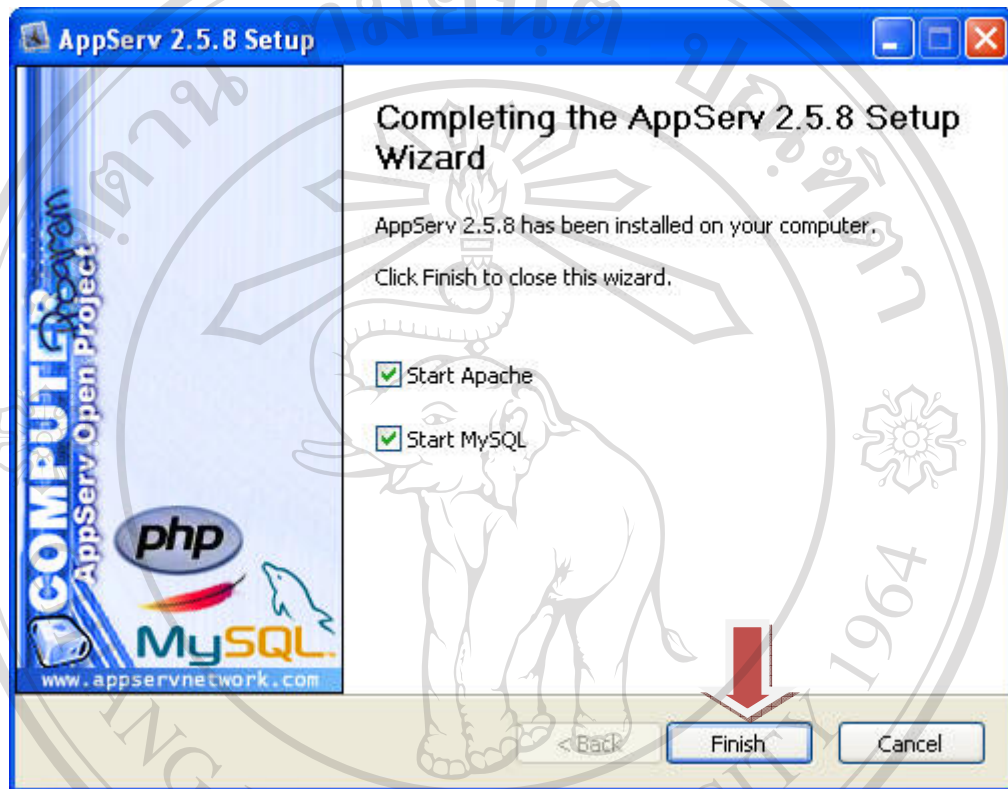 AppServ 2.5.8 Setup
Completing the AppServ 2.5.8 Setup
Wizard
AppServ 2.5.8 has been installed on your computer.
Click Finish to close this wizard.
Start Apache
Start MySQL
COMPUTER
Program
AppServ Open Project
php
MySQL
www.appservnetwork.com
< Back
Finish
Cancel
1964